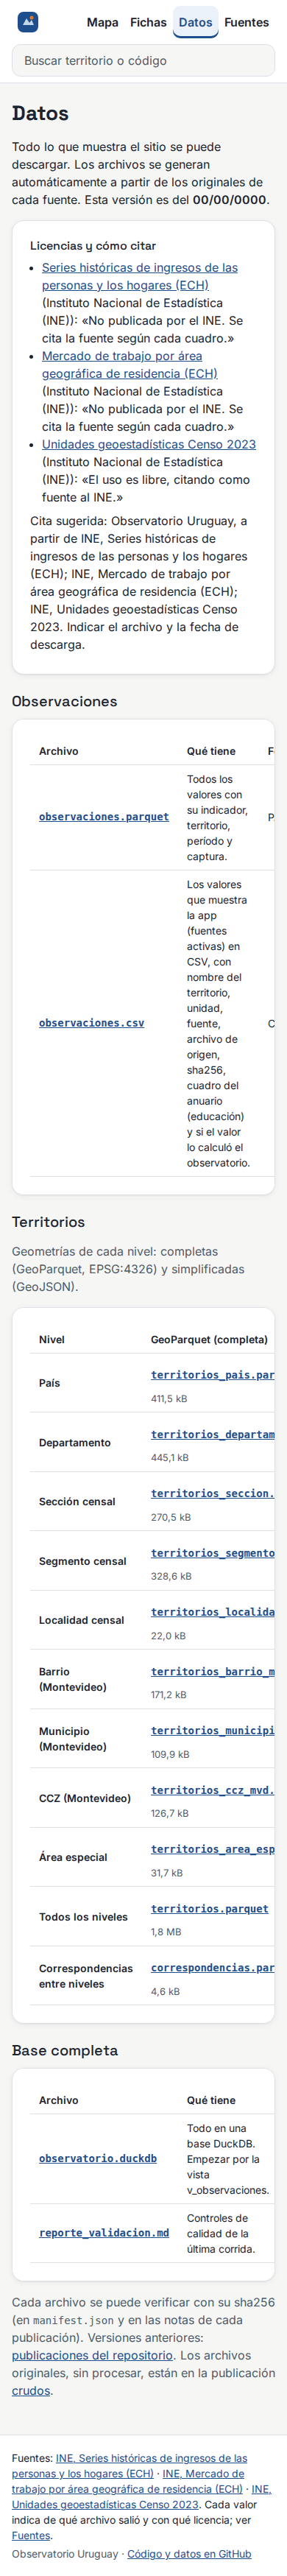 Mapa Fichas Datos Fuentes
Buscar territorio o código
Datos
Todo lo que muestra el sitio se puede
descargar. Los archivos se generan
automáticamente a partir de los originales de
cada fuente. Esta versión es del 00/00/0000.
Licencias y cómo citar
• Series históricas de ingresos de las
personas y los hogares (ECH)
(Instituto Nacional de Estadística
(INE)): «No publicada por el INE. Se
cita la fuente según cada cuadro.»
• Mercado de trabajo por área
geográfica de residencia (ECH)
(Instituto Nacional de Estadística
(INE)): «No publicada por el INE. Se
cita la fuente según cada cuadro.»
• Unidades geoestadísticas Censo 2023
(Instituto Nacional de Estadística
(INE)): «El uso es libre, citando como
fuente al INE.»
Cita sugerida: Observatorio Uruguay, a
partir de INE, Series históricas de
ingresos de las personas y los hogares
(ECH); INE, Mercado de trabajo por
área geográfica de residencia (ECH);
INE, Unidades geoestadísticas Censo
2023. Indicar el archivo y la fecha de
descarga.
Observaciones
Archivo Qué tiene F
observaciones.parquet
Todos los
valores con
su indicador,
territorio,
período y
captura.
P
observaciones.csv
Los valores
que muestra
la app
(fuentes
activas) en
CSV, con
nombre del
territorio,
unidad,
fuente,
archivo de
origen,
sha256,
cuadro del
anuario
(educación)
y si el valor
lo calculó el
observatorio.
C
Territorios
Geometrías de cada nivel: completas
(GeoParquet, EPSG:4326) y simplificadas
(GeoJSON).
Nivel GeoParquet (completa)
País territorios_pais.par
411,5 kB
Departamento territorios_departam
445,1 kB
Sección censal territorios_seccion.
270,5 kB
Segmento censal territorios_segmento
328,6 kB
Localidad censal territorios_localida
22,0 kB
Barrio
(Montevideo)
territorios_barrio_m
171,2 kB
Municipio
(Montevideo)
territorios_municipi
109,9 kB
CCZ (Montevideo) territorios_ccz_mvd.
126,7 kB
Área especial territorios_area_esp
31,7 kB
Todos los niveles territorios.parquet
1,8 MB
Correspondencias
entre niveles
correspondencias.par
4,6 kB
Base completa
Archivo Qué tiene
observatorio.duckdb
Todo en una
base DuckDB.
Empezar por la
vista
v_observaciones.
reporte_validacion.md
Controles de
calidad de la
última corrida.
Cada archivo se puede verificar con su sha256
(en manifest.json y en las notas de cada
publicación). Versiones anteriores:
publicaciones del repositorio. Los archivos
originales, sin procesar, están en la publicación
crudos.
Fuentes: INE, Series históricas de ingresos de las
personas y los hogares (ECH) · INE, Mercado de
trabajo por área geográfica de residencia (ECH) · INE,
Unidades geoestadísticas Censo 2023. Cada valor
indica de qué archivo salió y con qué licencia; ver
Fuentes.
Observatorio Uruguay · Código y datos en GitHub